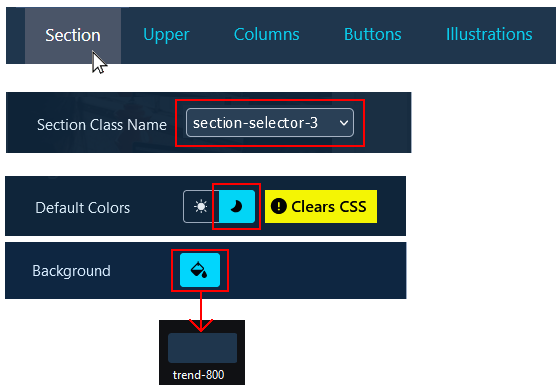 Section Upper Columns Buttons Illustrations
Section Class Name section-selector-3
Default Colors Clears CSS
Background
trend-800